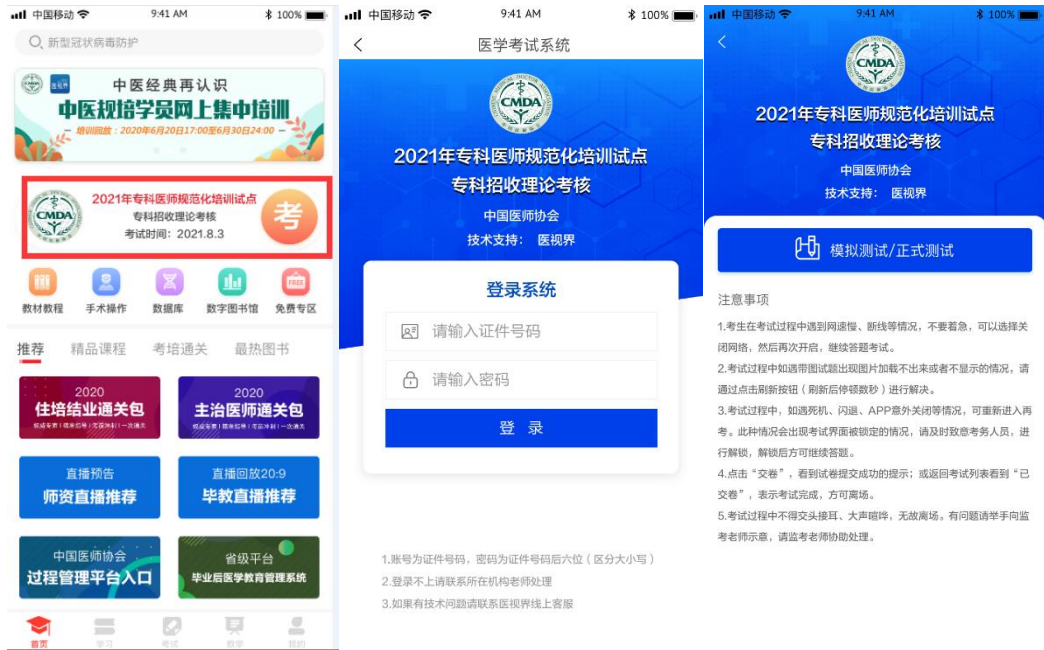 中国移动
9:41 AM
100%
新型冠状病毒防护
中医经典再认识
中医规培学员网上集中培训
培训回放：2020年6月20日17:00至6月30日24:00
CMDA
2021年专科医师规范化培训试点
专科招收理论考核
考试时间：2021.8.3
考
教材教程
手术操作
数据库
数字图书馆
FREE
免费专区
推荐
精品课程
考培通关
最热图书
2020
住培结业通关包
2020
主治医师通关包
直播预告
师资直播推荐
直播回放20:9
毕教直播推荐
中国医师协会
过程管理平台入口
省级平台
毕业后医学教育管理系统
首页
学习
考试
教学
我的
中国移动
9:41 AM
100%
医学考试系统
CMDA
2021年专科医师规范化培训试点
专科招收理论考核
中国医师协会
技术支持： 医视界
登录系统
请输入证件号码
请输入密码
登 录
1.账号为证件号码，密码为证件号码后六位（区分大小写）
2.登录不上请联系所在机构老师处理
3.如果有技术问题请联系医视界线上客服
中国移动
9:41 AM
100%
CMDA
2021年专科医师规范化培训试点
专科招收理论考核
中国医师协会
技术支持： 医视界
模拟测试/正式测试
注意事项
1.考生在考试过程中遇到网速慢、断线等情况，不要着急，可以选择关
闭网络，然后再次开启，继续答题考试。
2.考试过程中如遇带图试题出现图片加载不出来或者不显示的情况，请
通过点击刷新按钮（刷新后停顿数秒）进行解决。
3.考试过程中，如遇死机、闪退、APP意外关闭等情况，可重新进入再
考。此种情况会出现考试界面被锁定的情况，请及时致意考务人员，进
行解锁，解锁后方可继续答题。
4.点击“交卷”，看到试卷提交成功的提示；或返回考试列表看到“已
交卷”，表示考试完成，方可离场。
5.考试过程中不得交头接耳、大声喧哗，无故离场。有问题请举手向监
考老师示意，请监考老师协助处理。